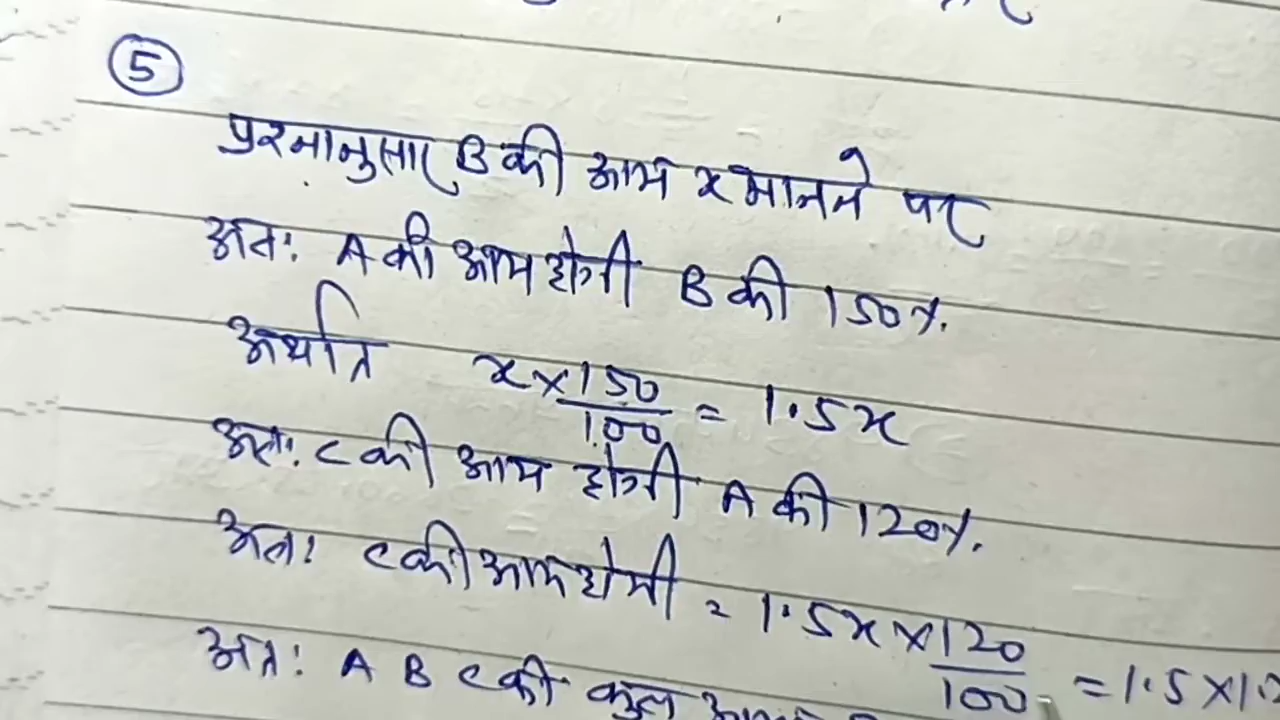 5
प्रश्नानुसार B की आय x मानने पर
अतः A की आय होगी B की 150%.
अर्थात x × 150/100 = 1.5x
अतः C की आय होगी A की 120%.
अतः C की आय होगी = 1.5x × 120/100 = 1.5 × 1.
अतः A B C की कुल आय